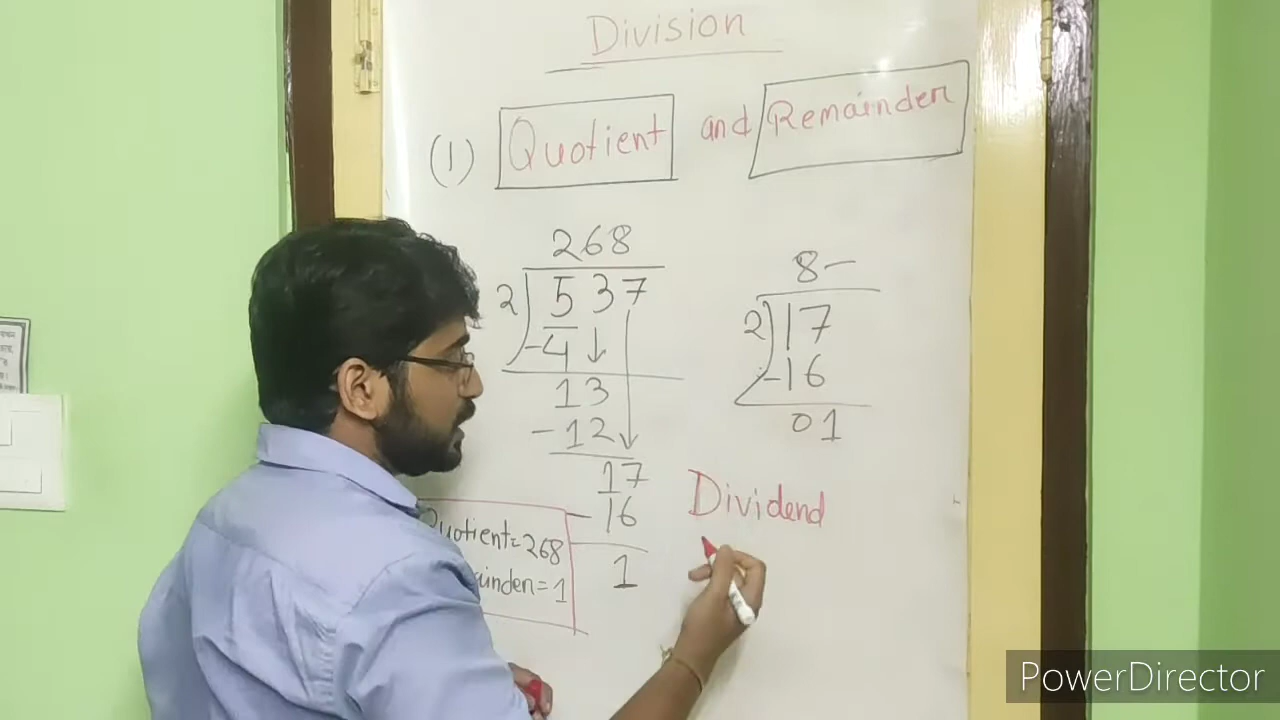 Division
(1) Quotient and Remainder
268
2 537
-4
13
-12
17
-16
1
8-
2 17
-16
01
Dividend
Quotient=268
=1
PowerDirector